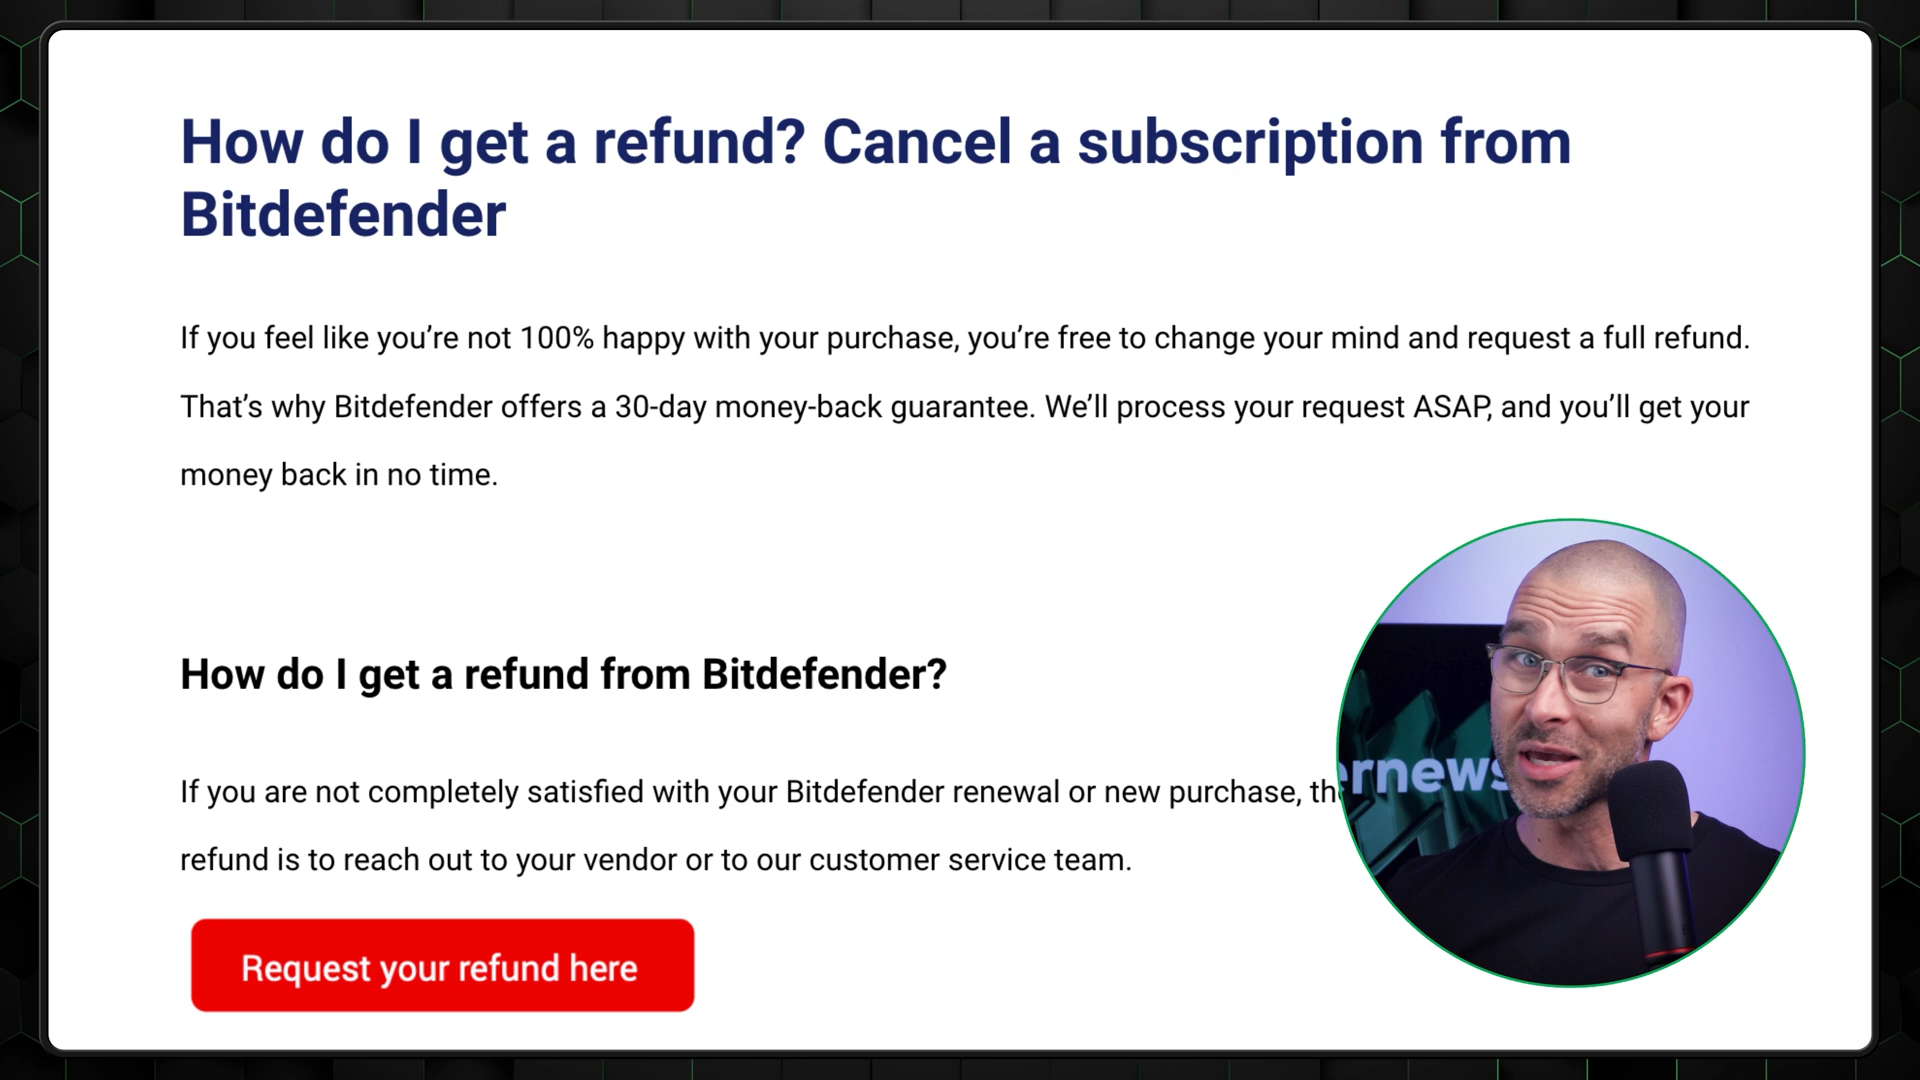 How do I get a refund? Cancel a subscription from
Bitdefender
If you feel like you’re not 100% happy with your purchase, you’re free to change your mind and request a full refund.
That’s why Bitdefender offers a 30-day money-back guarantee. We’ll process your request ASAP, and you’ll get your
money back in no time.
How do I get a refund from Bitdefender?
If you are not completely satisfied with your Bitdefender renewal or new purchase,
refund is to reach out to your vendor or to our customer service team.
Request your refund here
ernews